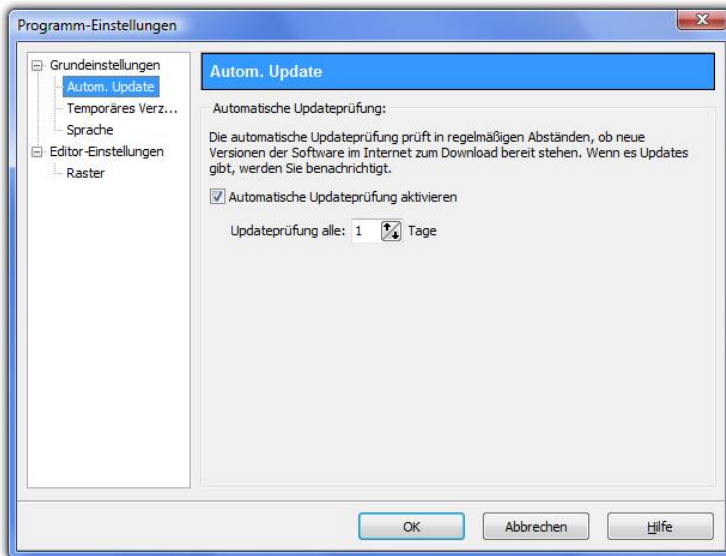 Programm-Einstellungen
Grundeinstellungen
Autom. Update
Temporäres Verz...
Sprache
Editor-Einstellungen
Raster
Autom. Update
Automatische Updateprüfung:
Die automatische Updateprüfung prüft in regelmäßigen Abständen, ob neue
Versionen der Software im Internet zum Download bereit stehen. Wenn es Updates
gibt, werden Sie benachrichtigt.
Automatische Updateprüfung aktivieren
Updateprüfung alle: 1 Tage
OK Abbrechen Hilfe